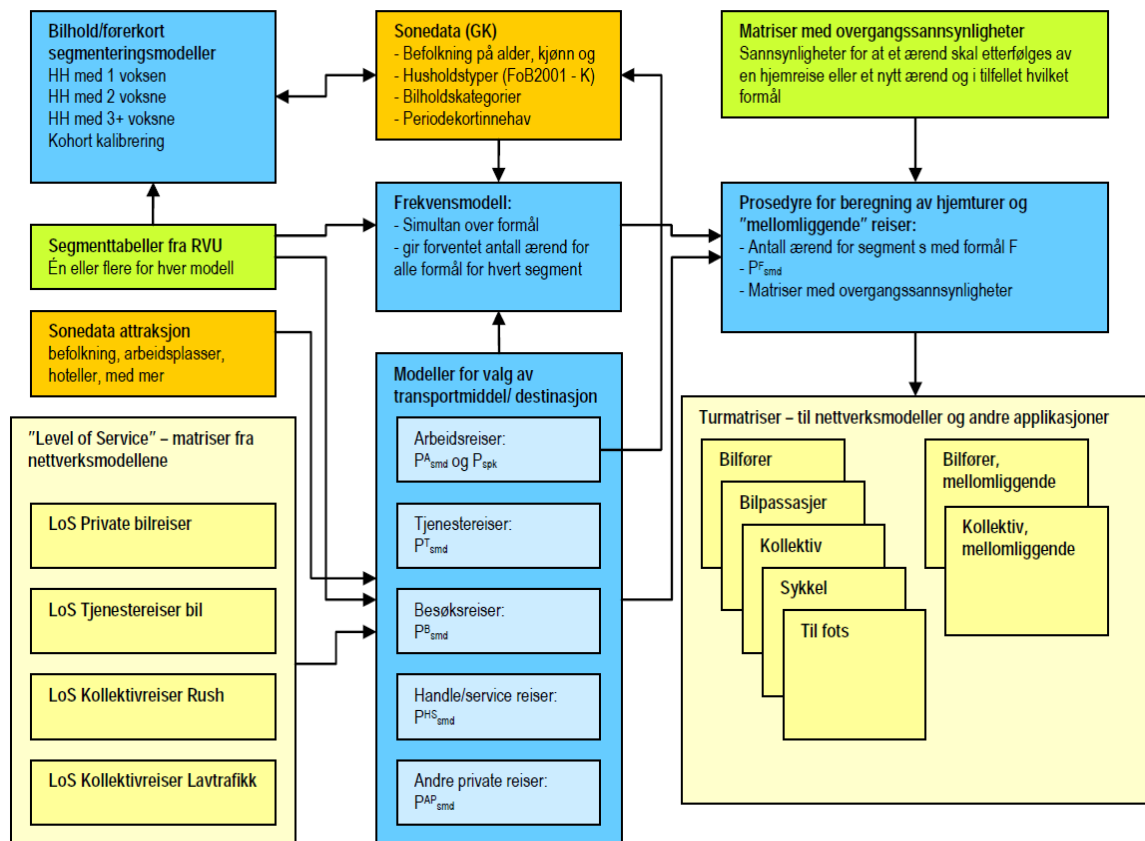 Bilhold/førerkort
segmenteringsmodeller
HH med 1 voksen
HH med 2 voksne
HH med 3+ voksne
Kohort kalibrering
Sonedata (GK)
- Befolkning på alder, kjønn og
- Husholdstyper (FoB2001 - K)
- Bilholdskategorier
- Periodekortinnehav
Matriser med overgangssannsynligheter
Sannsynligheter for at et ærend skal etterfølges av
en hjemreise eller et nytt ærend og i tilfellet hvilket
formål
Segmenttabeller fra RVU
Én eller flere for hver modell
Frekvensmodell:
- Simultan over formål
- gir forventet antall ærend for
alle formål for hvert segment
Prosedyre for beregning av hjemturer og
”mellomliggende” reiser:
- Antall ærend for segment s med formål F
- PFsmd
- Matriser med overgangssannsynligheter
Sonedata attraksjon
befolkning, arbeidsplasser,
hoteller, med mer
”Level of Service” – matriser fra
nettverksmodellene
LoS Private bilreiser
LoS Tjenestereiser bil
LoS Kollektivreiser Rush
LoS Kollektivreiser Lavtrafikk
Modeller for valg av
transportmiddel/ destinasjon
Arbeidsreiser:
PAsmd og Pspk
Tjenestereiser:
PTsmd
Besøksreiser:
PBsmd
Handle/service reiser:
PHSsmd
Andre private reiser:
PAPsmd
Turmatriser – til nettverksmodeller og andre applikasjoner
Bilfører
Bilpassasjer
Kollektiv
Sykkel
Til fots
Bilfører,
mellomliggende
Kollektiv,
mellomliggende